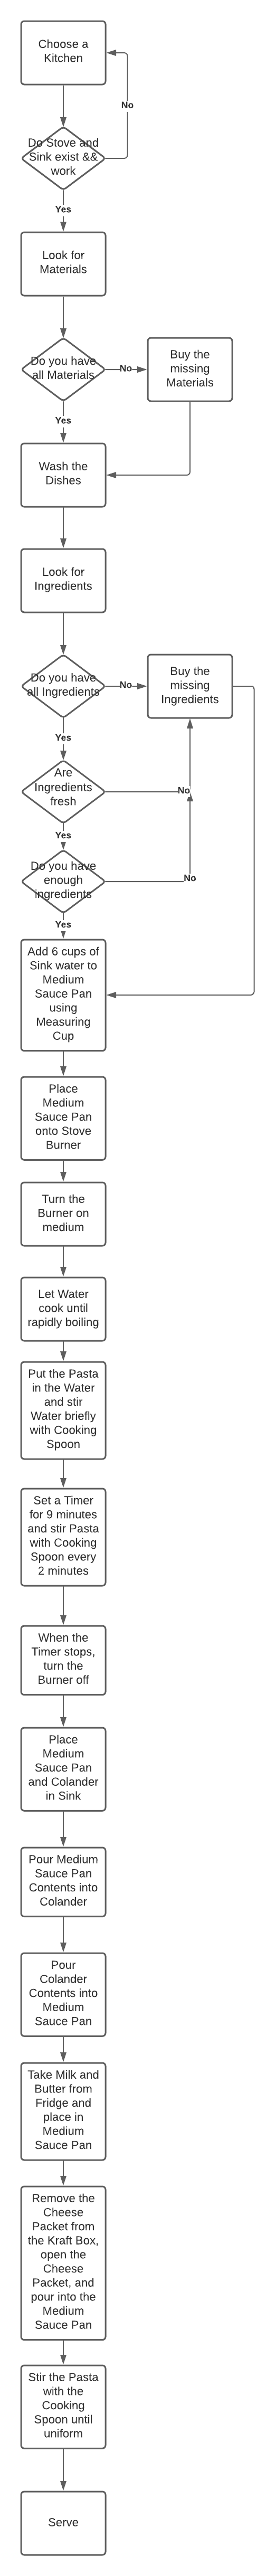 Choose a
Kitchen
No
Do Stove and
Sink exist &&
work
Yes
Look for
Materials
Do you have
all Materials
No
Buy the
missing
Materials
Yes
Wash the
Dishes
Look for
Ingredients
Do you have
all Ingredients
No
Buy the
missing
Ingredients
Yes
Are
Ingredients
fresh
No
Yes
Do you have
enough
ingredients
No
Yes
Add 6 cups of
Sink water to
Medium
Sauce Pan
using
Measuring
Cup
Place
Medium
Sauce Pan
onto Stove
Burner
Turn the
Burner on
medium
Let Water
cook until
rapidly boiling
Put the Pasta
in the Water
and stir
Water briefly
with Cooking
Spoon
Set a Timer
for 9 minutes
and stir Pasta
with Cooking
Spoon every
2 minutes
When the
Timer stops,
turn the
Burner off
Place
Medium
Sauce Pan
and Colander
in Sink
Pour Medium
Sauce Pan
Contents into
Colander
Pour
Colander
Contents into
Medium
Sauce Pan
Take Milk and
Butter from
Fridge and
place in
Medium
Sauce Pan
Remove the
Cheese
Packet from
the Kraft Box,
open the
Cheese
Packet, and
pour into the
Medium
Sauce Pan
Stir the Pasta
with the
Cooking
Spoon until
uniform
Serve